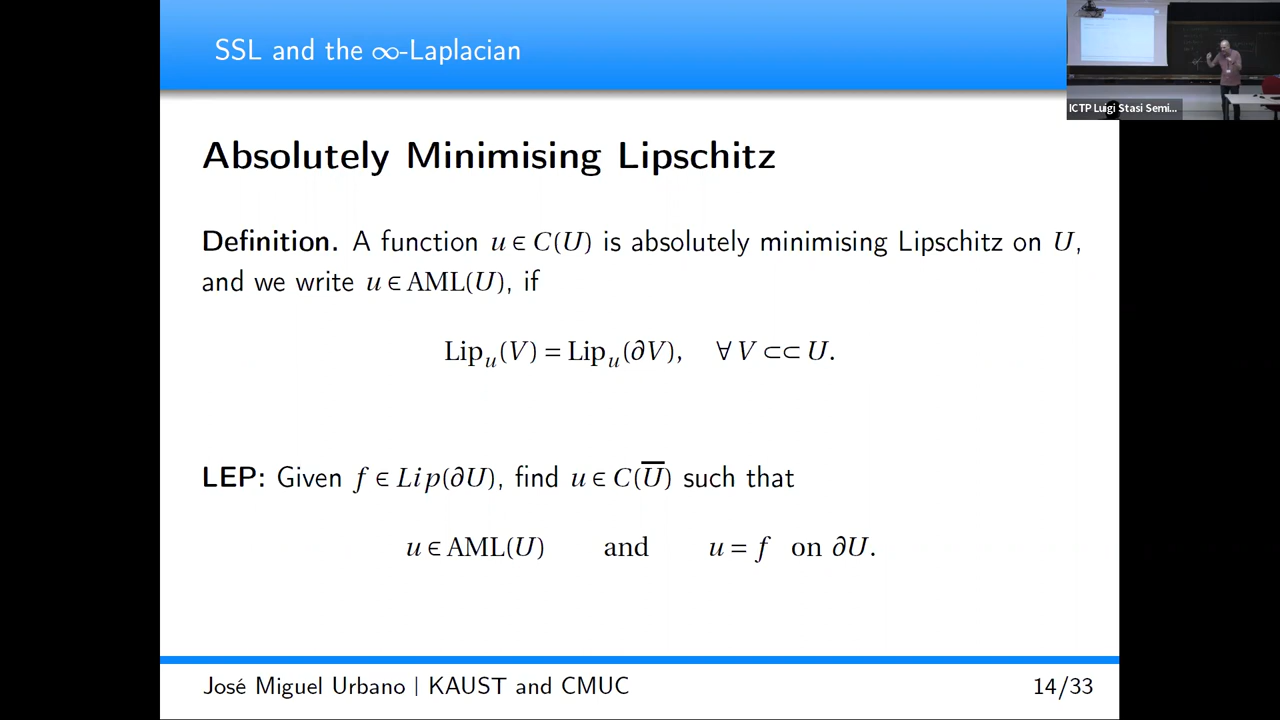 SSL and the ∞-Laplacian
ICTP Luigi Stasi Semi...
Absolutely Minimising Lipschitz
Definition. A function u ∈ C(U) is absolutely minimising Lipschitz on U,
and we write u ∈ AML(U), if
Lip_u(V) = Lip_u(∂V), ∀ V ⊂⊂ U.
LEP: Given f ∈ Lip(∂U), find u ∈ C(U̅) such that
u ∈ AML(U) and u = f on ∂U.
José Miguel Urbano | KAUST and CMUC
14/33